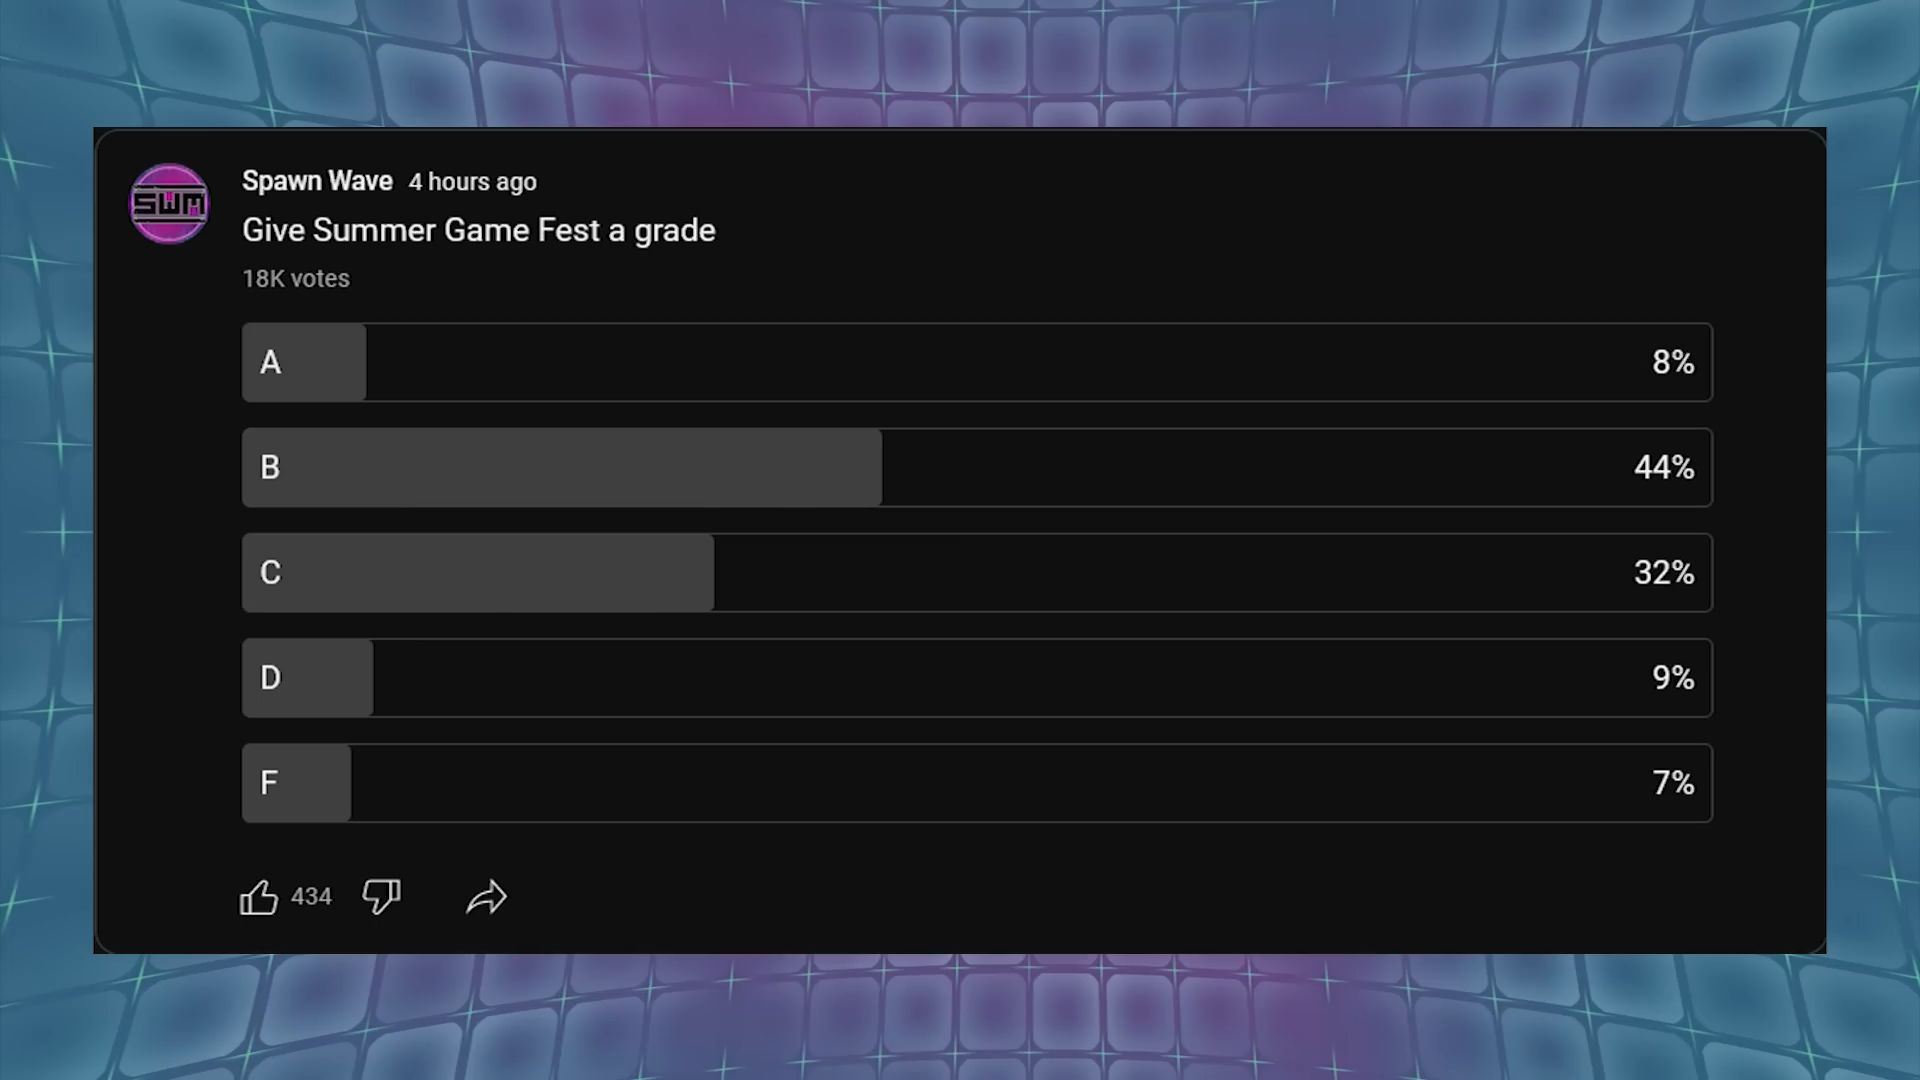 SWM
Spawn Wave 4 hours ago
Give Summer Game Fest a grade
18K votes
A 8%
B 44%
C 32%
D 9%
F 7%
434